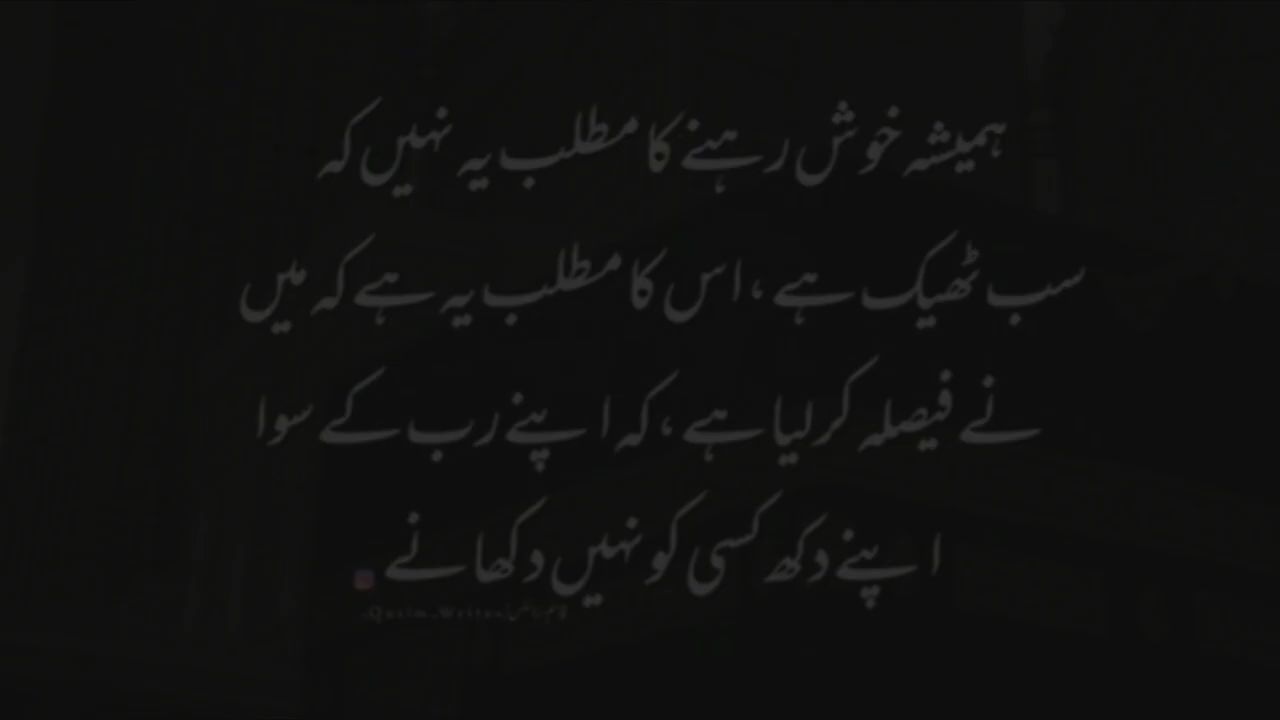 ہمیشہ خوش رہنے کا مطلب یہ نہیں کہ
سب ٹھیک ہے ، اس کا مطلب یہ ہے کہ میں
نے فیصلہ کر لیا ہے ، کہ اپنے رب کے سوا
اپنے دکھ کسی کو نہیں دکھانے